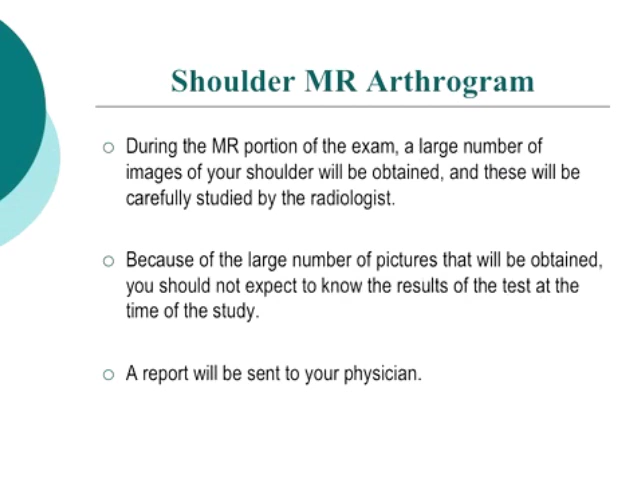 Shoulder MR Arthrogram
During the MR portion of the exam, a large number of
images of your shoulder will be obtained, and these will be
carefully studied by the radiologist.
Because of the large number of pictures that will be obtained,
you should not expect to know the results of the test at the
time of the study.
A report will be sent to your physician.